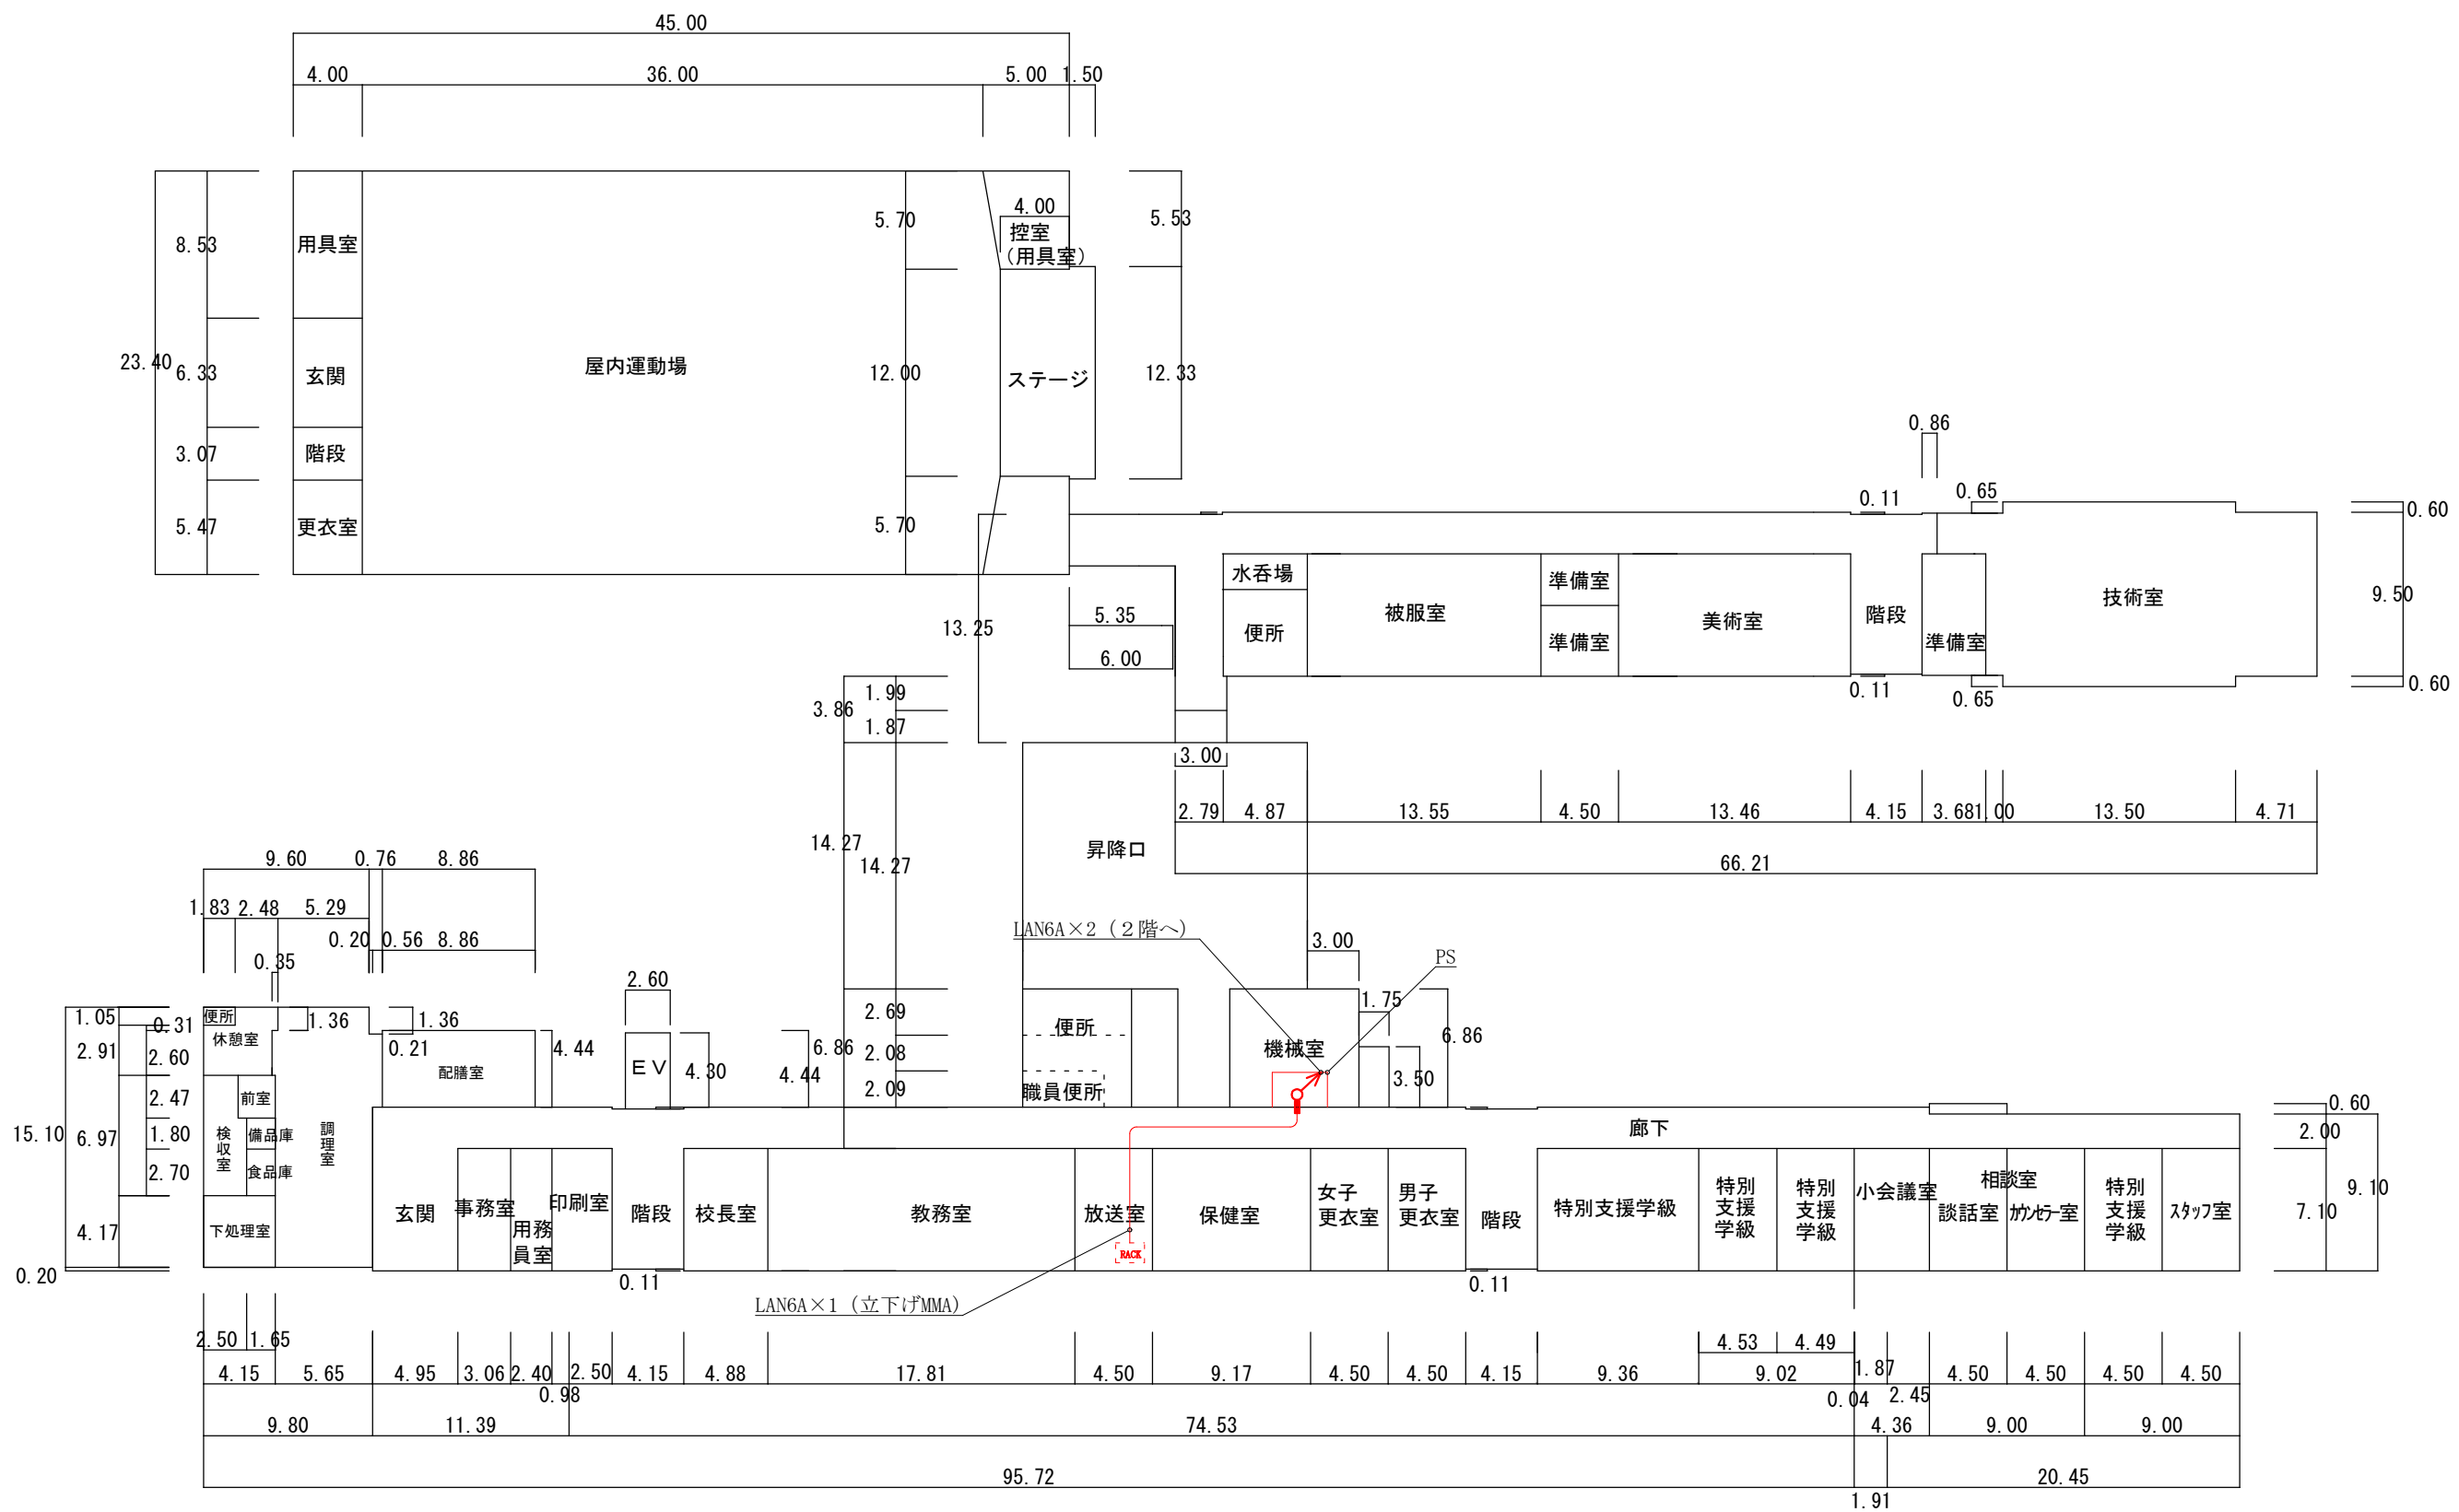 45.00
4.00
36.00
5.00
1.50
8.53
6.33
3.07
5.47
23.40
用具室
玄関
階段
更衣室
屋内運動場
5.70
12.00
5.70
4.00
控室
(用具室)
ステージ
5.53
12.33
13.25
5.35
6.00
0.86
0.11
0.65
0.60
9.50
0.60
水呑場
便所
被服室
準備室
準備室
美術室
階段
準備室
技術室
0.11
0.65
3.86
1.99
1.87
3.00
2.79
4.87
13.55
4.50
13.46
4.15
3.68
1.00
13.50
4.71
66.21
14.27
14.27
昇降口
9.60
0.76
8.86
1.83
2.48
5.29
0.20
0.56
8.86
0.35
2.60
LAN6A×2(2階へ)
3.00
PS
1.75
6.86
3.50
1.05
0.31
2.91
2.60
2.47
6.97
1.80
2.70
15.10
4.17
0.20
便所
休憩室
1.36
1.36
0.21
4.44
配膳室
EV
4.30
4.44
6.86
2.69
2.08
2.09
便所
職員便所
機械室
前室
検収室
備品庫
食品庫
調理室
下処理室
廊下
0.60
2.00
9.10
7.10
玄関
事務室
用務
員室
印刷室
階段
校長室
教務室
放送室
RACK
保健室
女子
更衣室
男子
更衣室
階段
特別支援学級
特別
支援
学級
特別
支援
学級
小会議室
相談室
談話室
カウンセラー室
特別
支援
学級
スタッフ室
0.11
0.11
LAN6A×1(立下げMMA)
2.50
1.65
4.53
4.49
4.15
5.65
4.95
3.06
2.40
2.50
4.15
4.88
17.81
4.50
9.17
4.50
4.50
4.15
9.36
9.02
1.87
4.50
4.50
4.50
4.50
0.98
0.04
2.45
9.80
11.39
74.53
4.36
9.00
9.00
95.72
20.45
1.91